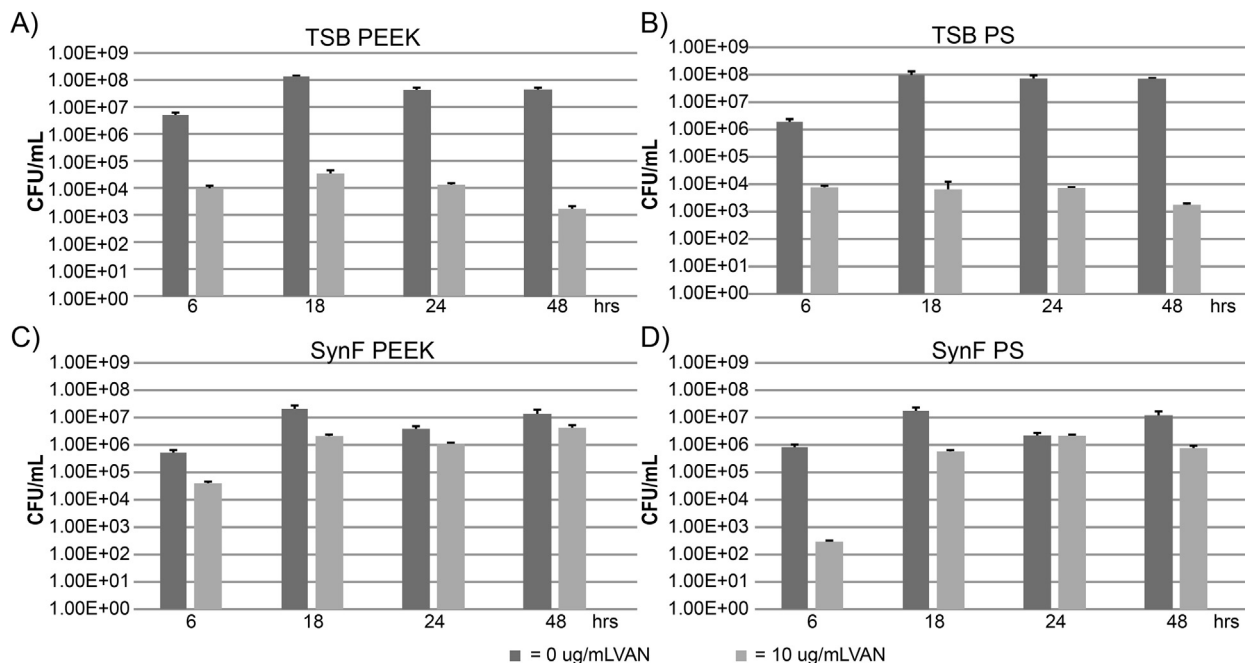 A)
TSB PEEK
CFU/mL
1.00E+09
1.00E+08
1.00E+07
1.00E+06
1.00E+05
1.00E+04
1.00E+03
1.00E+02
1.00E+01
1.00E+00
6 18 24 48 hrs
B)
TSB PS
CFU/mL
1.00E+09
1.00E+08
1.00E+07
1.00E+06
1.00E+05
1.00E+04
1.00E+03
1.00E+02
1.00E+01
1.00E+00
6 18 24 48 hrs
C)
SynF PEEK
CFU/mL
1.00E+09
1.00E+08
1.00E+07
1.00E+06
1.00E+05
1.00E+04
1.00E+03
1.00E+02
1.00E+01
1.00E+00
6 18 24 48 hrs
D)
SynF PS
CFU/mL
1.00E+09
1.00E+08
1.00E+07
1.00E+06
1.00E+05
1.00E+04
1.00E+03
1.00E+02
1.00E+01
1.00E+00
6 18 24 48 hrs
= 0 ug/mLVAN = 10 ug/mLVAN